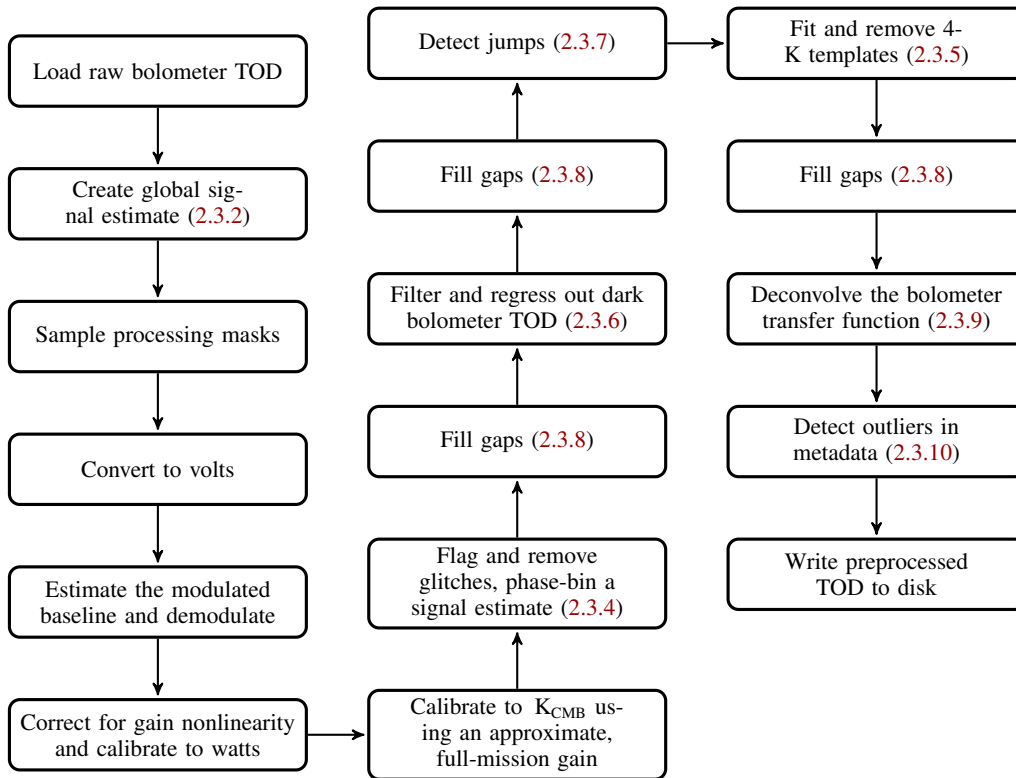 Load raw bolometer TOD
Create global sig-
nal estimate (2.3.2)
Sample processing masks
Convert to volts
Estimate the modulated
baseline and demodulate
Correct for gain nonlinearity
and calibrate to watts
Calibrate to K_CMB us-
ing an approximate,
full-mission gain
Flag and remove
glitches, phase-bin a
signal estimate (2.3.4)
Fill gaps (2.3.8)
Filter and regress out dark
bolometer TOD (2.3.6)
Fill gaps (2.3.8)
Detect jumps (2.3.7)
Fit and remove 4-
K templates (2.3.5)
Fill gaps (2.3.8)
Deconvolve the bolometer
transfer function (2.3.9)
Detect outliers in
metadata (2.3.10)
Write preprocessed
TOD to disk